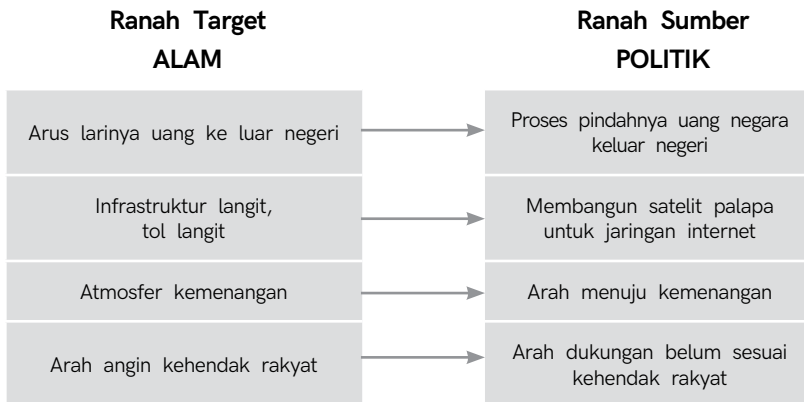 Ranah Target
ALAM
Ranah Sumber
POLITIK
Arus larinya uang ke luar negeri
Proses pindahnya uang negara
keluar negeri
Infrastruktur langit,
tol langit
Membangun satelit palapa
untuk jaringan internet
Atmosfer kemenangan
Arah menuju kemenangan
Arah angin kehendak rakyat
Arah dukungan belum sesuai
kehendak rakyat